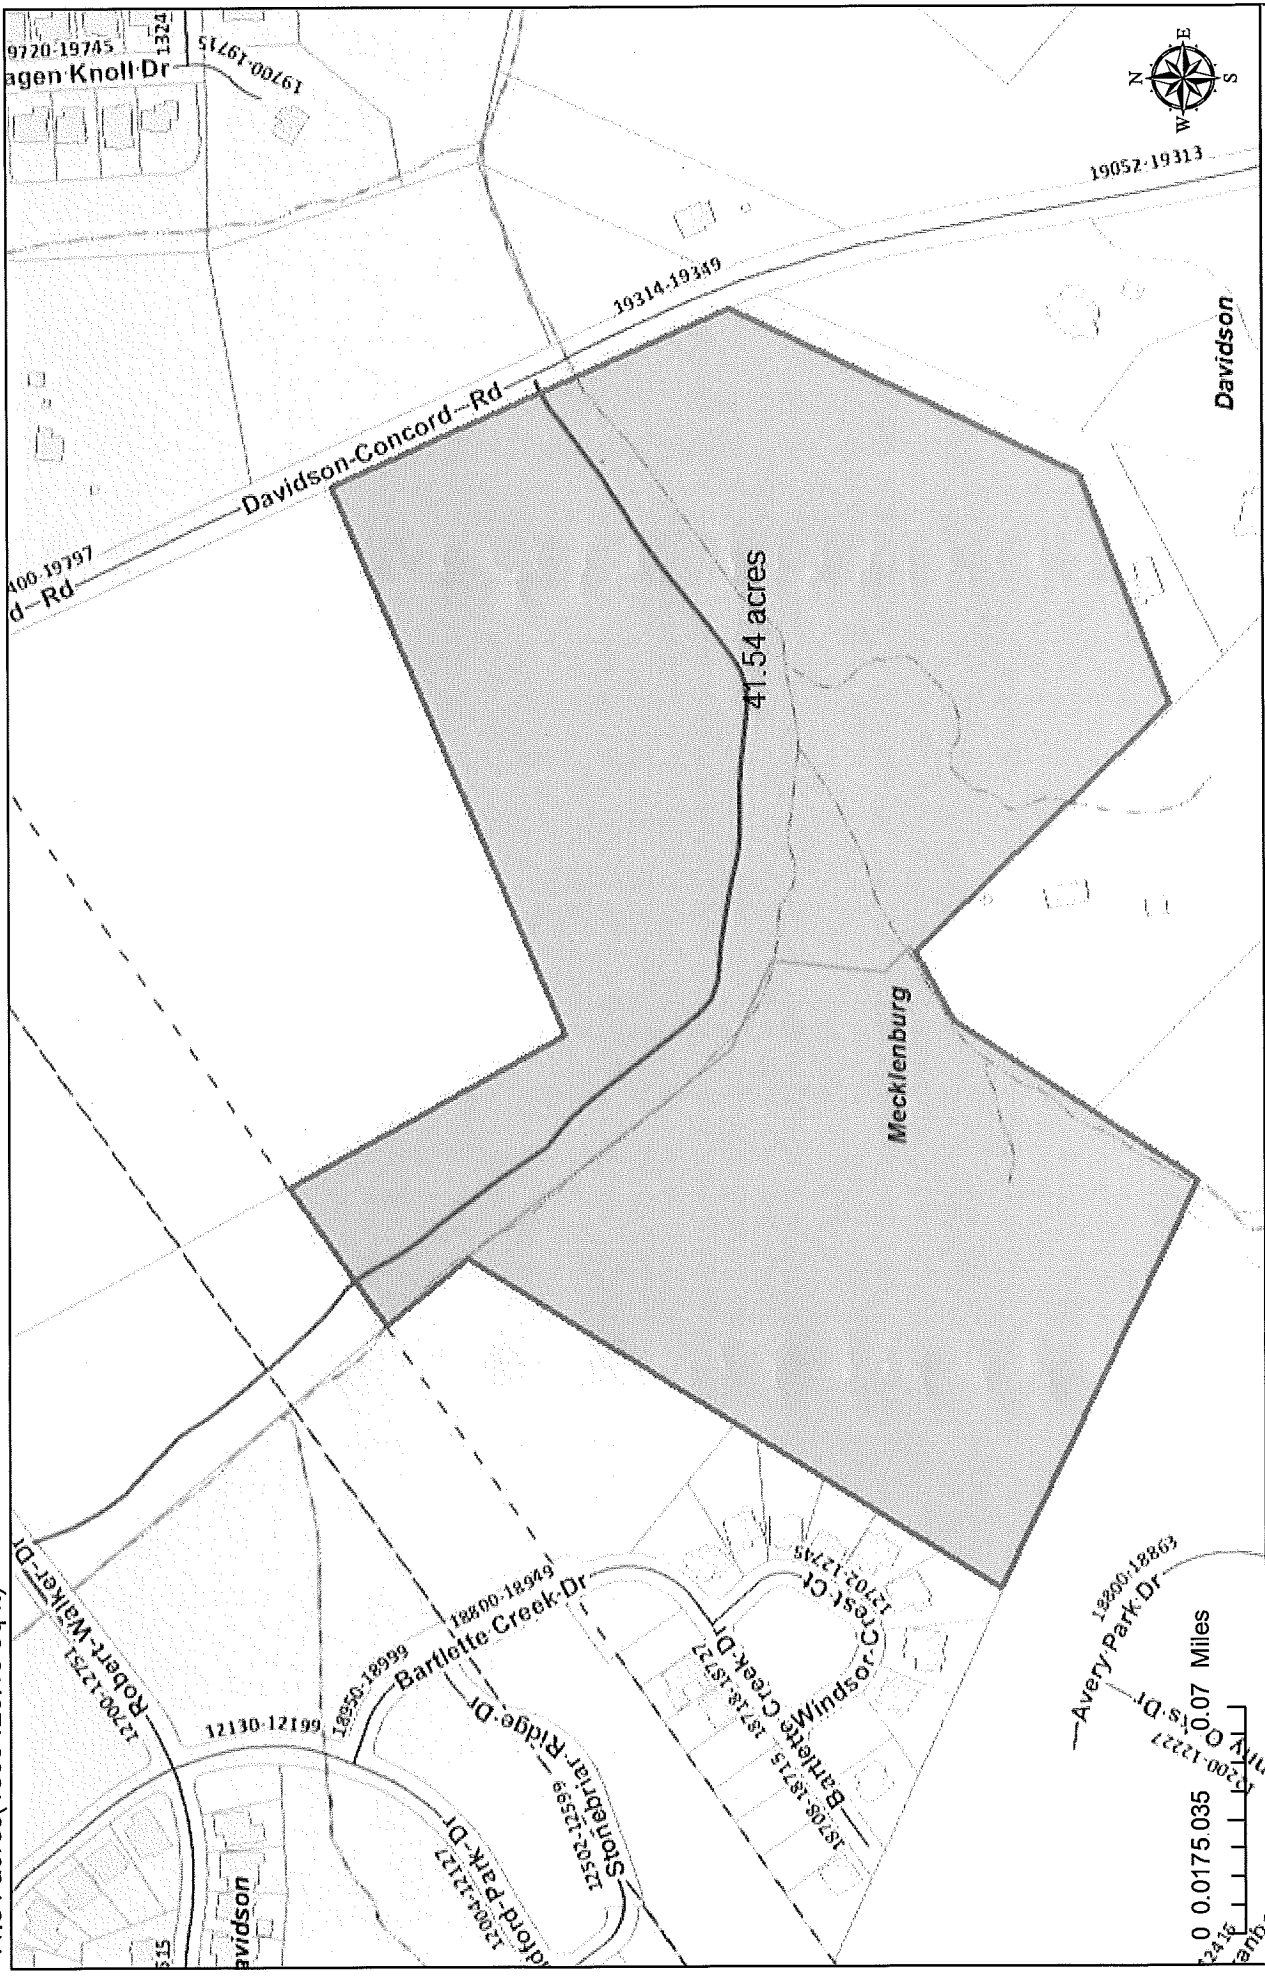 9720-19745
1324
19700-19715
agen Knoll Dr
N
E
W
S
19052-19313
19314-19349
Davidson-Concord--Rd
400-19797
d--Rd
Davidson
41.54 acres
Mecklenburg
Robert-Walker-Dr
12700-12751
12130-12199
18950-18999
18800-18949
Bartlette Creek-Dr
Stonebriar Ridge-Dr
12502-12599
12004-12127
dford-Park-Dr
avidson
515
18718-18727
Bartlette Creek-Dr
18708-18715
Windsor-Crest-Ct
12702-12745
18800-18863
Avery-Park-Dr
12200-12227
0 0.0175.035 0.07 Miles